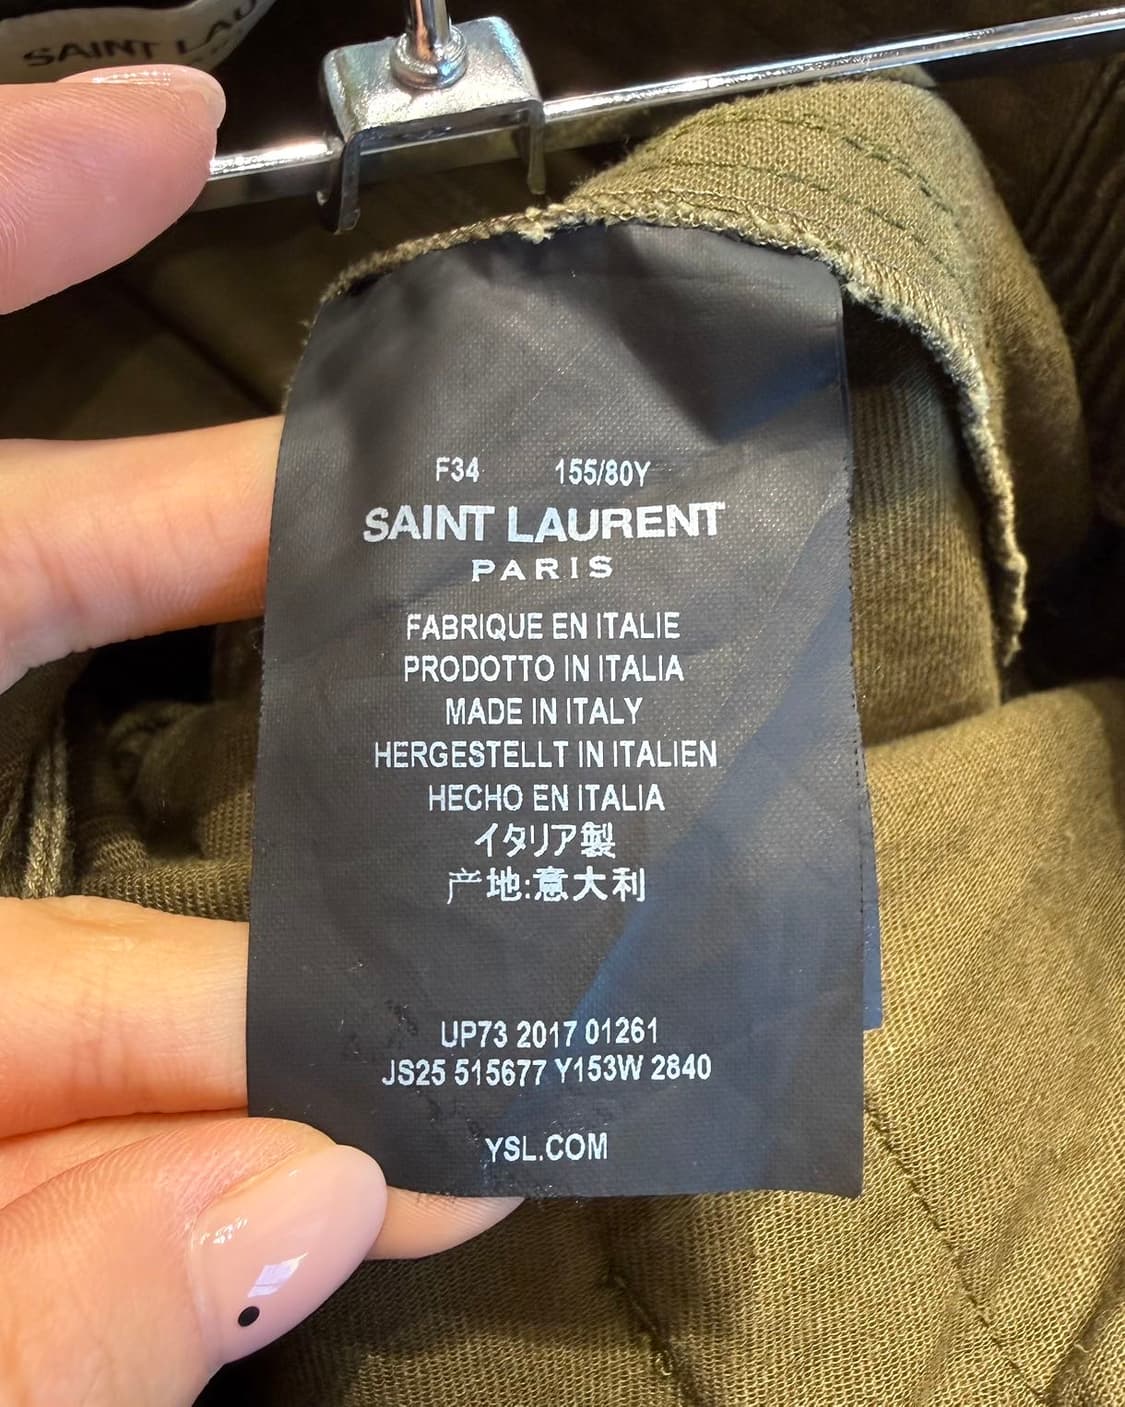 SAINT LAU
F34 155/80Y
SAINT LAURENT
PARIS
FABRIQUE EN ITALIE
PRODOTTO IN ITALIA
MADE IN ITALY
HERGESTELLT IN ITALIEN
HECHO EN ITALIA
イタリア製
产地:意大利
UP73 2017 01261
JS25 515677 Y153W 2840
YSL.COM